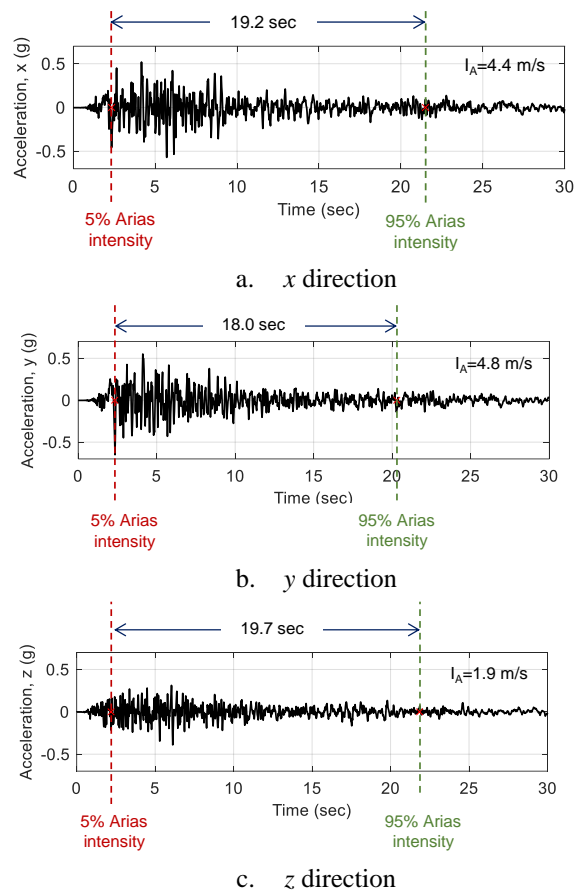 19.2 sec
Acceleration, x (g)
0.5
0
-0.5
I_A=4.4 m/s
0 5 10 15 20 25 30
Time (sec)
5% Arias
intensity
95% Arias
intensity
a. x direction
18.0 sec
Acceleration, y (g)
0.5
0
-0.5
I_A=4.8 m/s
0 5 10 15 20 25 30
Time (sec)
5% Arias
intensity
95% Arias
intensity
b. y direction
19.7 sec
Acceleration, z (g)
0.5
0
-0.5
I_A=1.9 m/s
0 5 10 15 20 25 30
Time (sec)
5% Arias
intensity
95% Arias
intensity
c. z direction